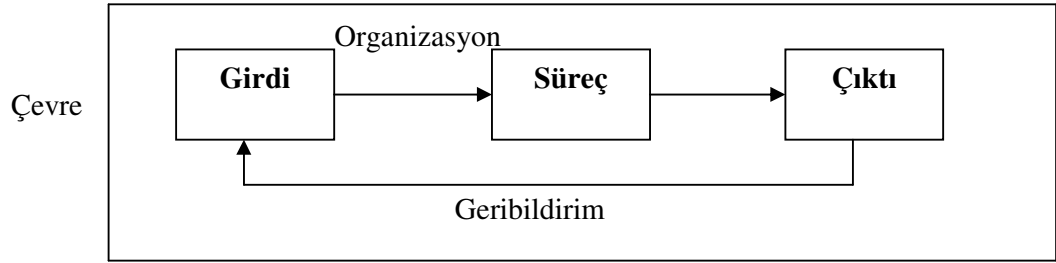 Organizasyon
Girdi
Süreç
Çıktı
Çevre
Geribildirim